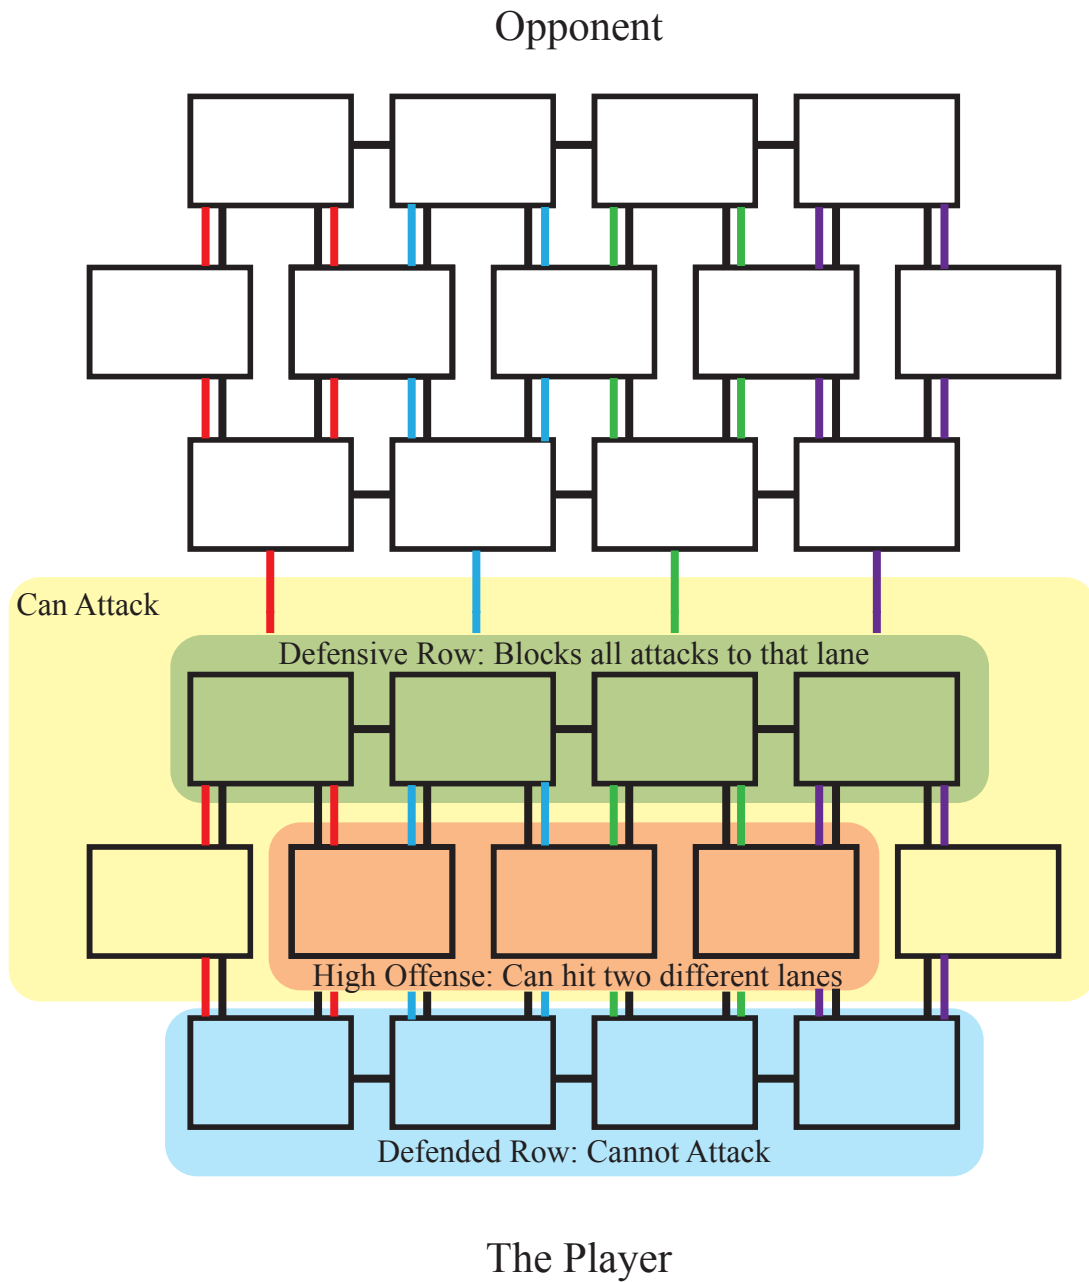 Opponent
Can Attack
Defensive Row: Blocks all attacks to that lane
High Offense: Can hit two different lanes
Defended Row: Cannot Attack
The Player